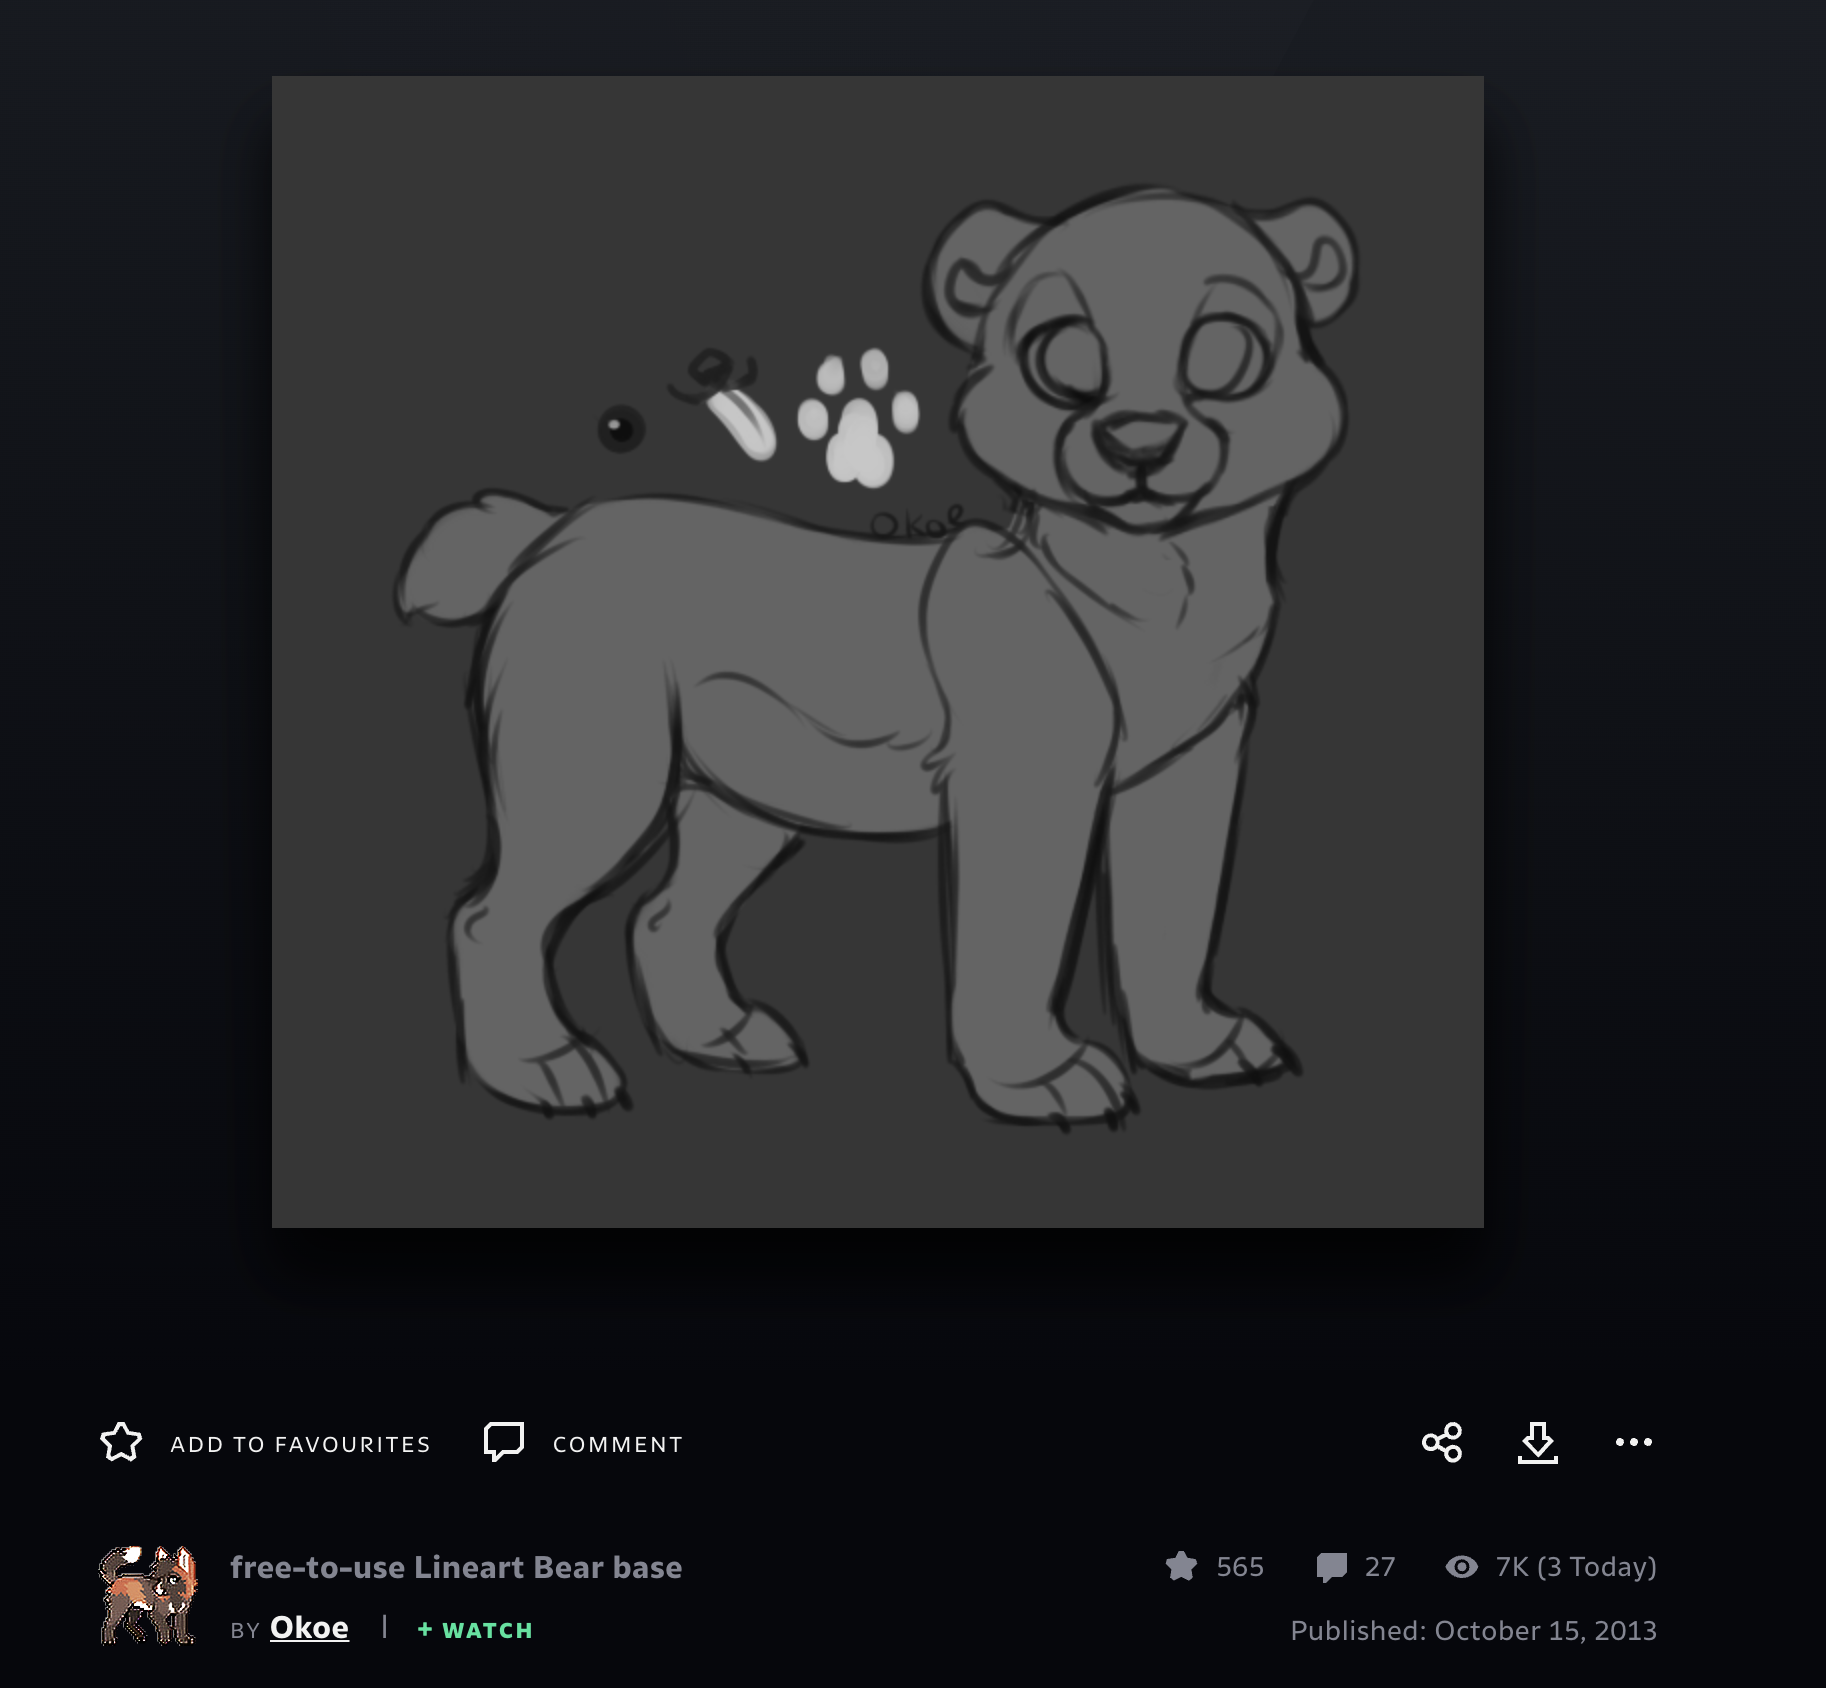 Okoe
ADD TO FAVOURITES
COMMENT
free-to-use Lineart Bear base
565
27
7K (3 Today)
BY Okoe | + WATCH
Published: October 15, 2013